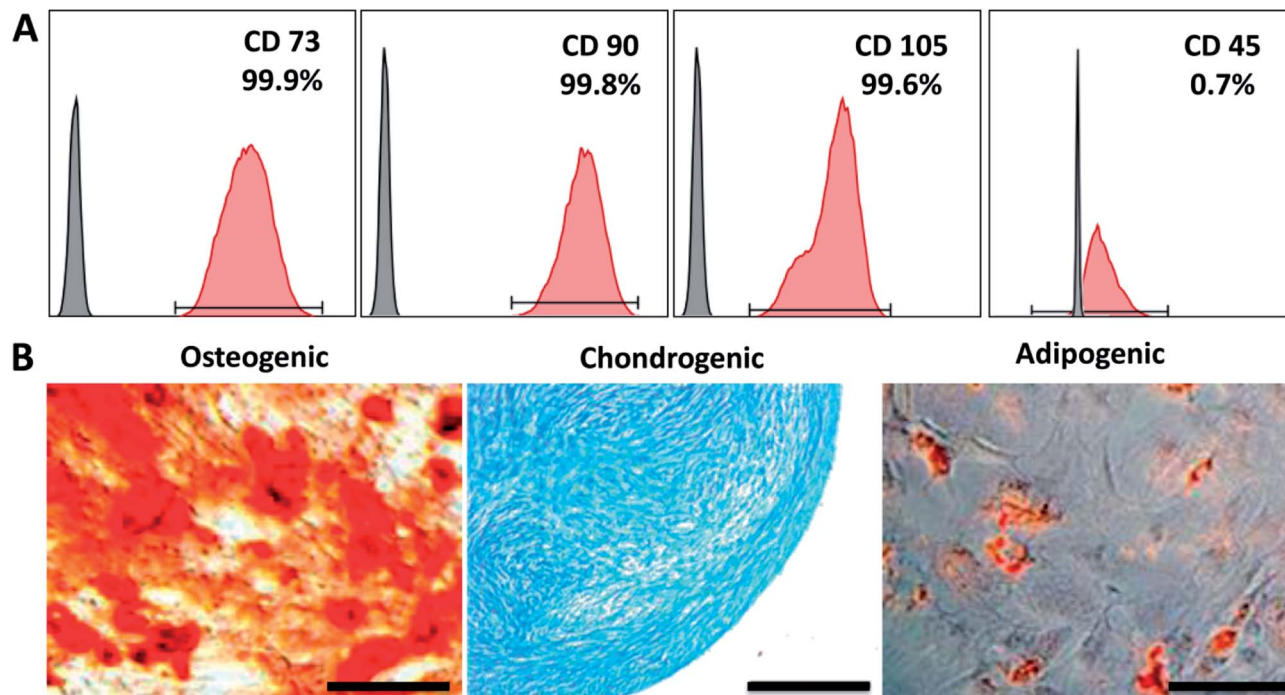 A
CD 73
99.9%
CD 90
99.8%
CD 105
99.6%
CD 45
0.7%
B
Osteogenic
Chondrogenic
Adipogenic